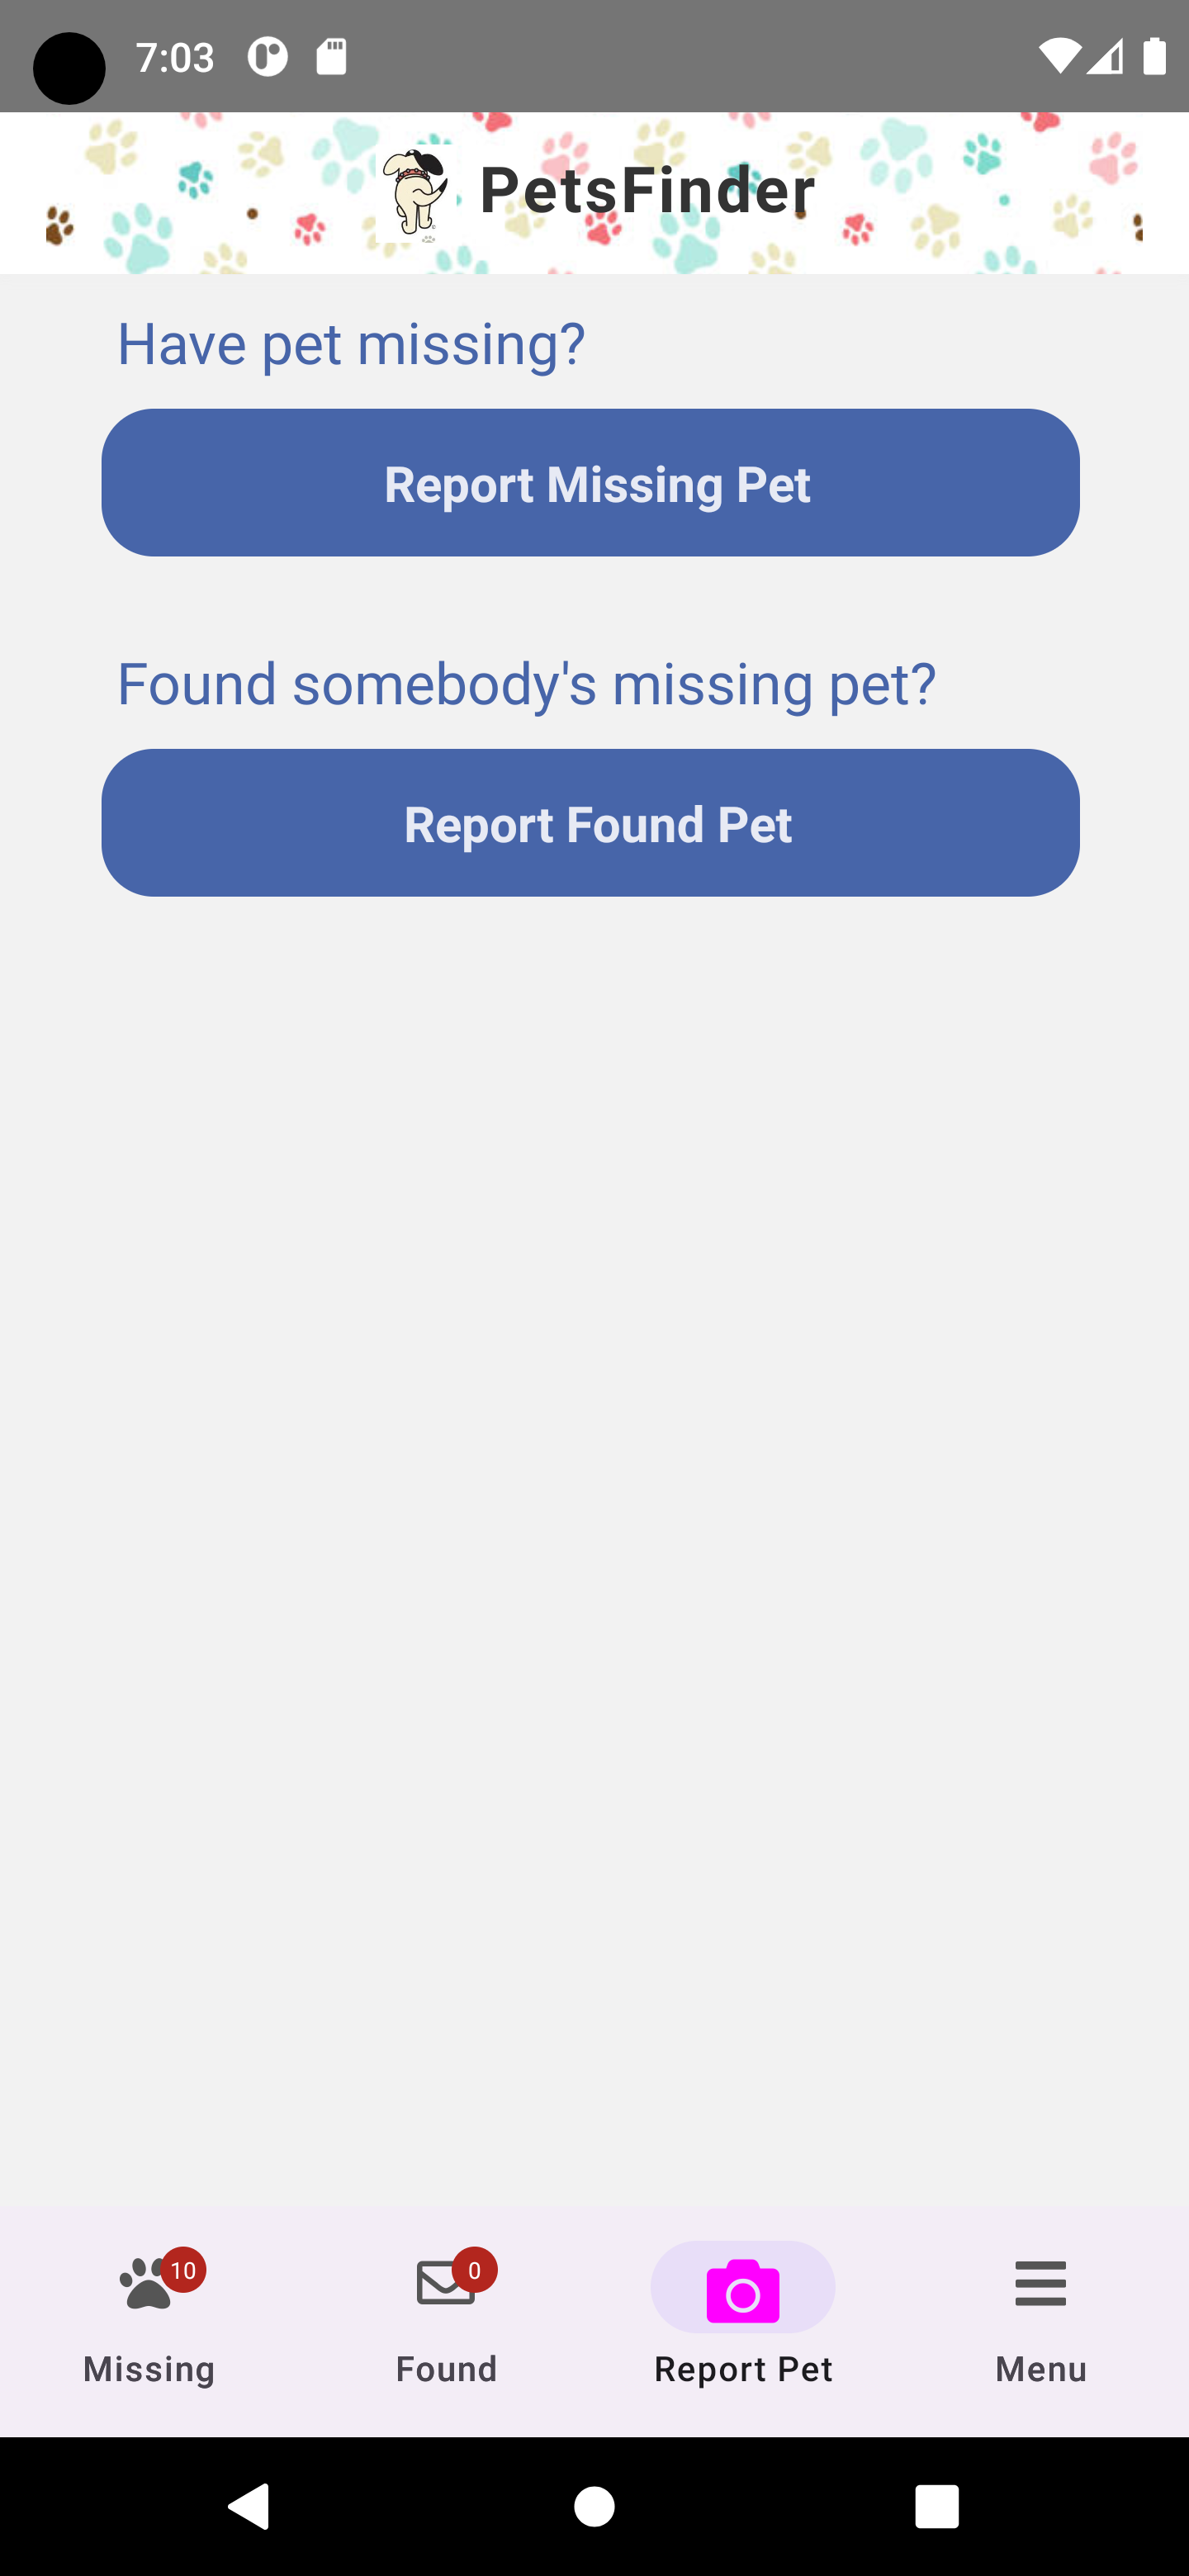 7:03
PetsFinder
Have pet missing?
Report Missing Pet
Found somebody's missing pet?
Report Found Pet
10
0
Missing
Found
Report Pet
Menu